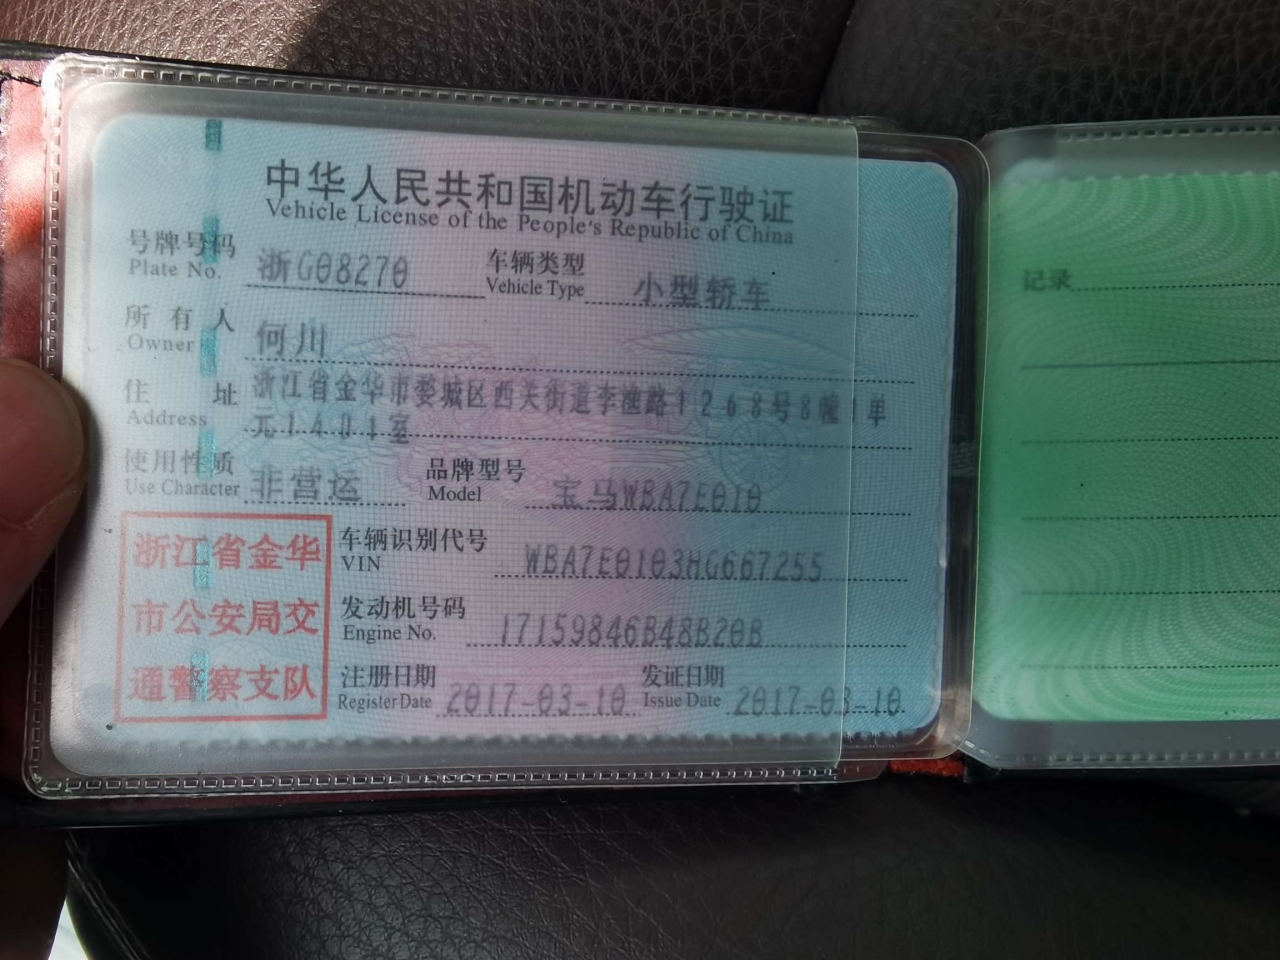 中华人民共和国机动车行驶证
Vehicle License of the People's Republic of China
号牌号码 浙G08270 车辆类型 小型轿车
Plate No. Vehicle Type
所有人 何川
Owner
住址 浙江省金华市婺城区西关街道李渔路1268号8幢1单
Address 元1401室
使用性质 非营运 品牌型号 宝马WBA7E010
Use Character Model
车辆识别代号 WBA7E0103HG667255
VIN
发动机号码 17159846B48B20B
Engine No.
注册日期 2017-03-10 发证日期 2017-03-10
Register Date Issue Date
浙江省金华
市公安局交
通警察支队
记录